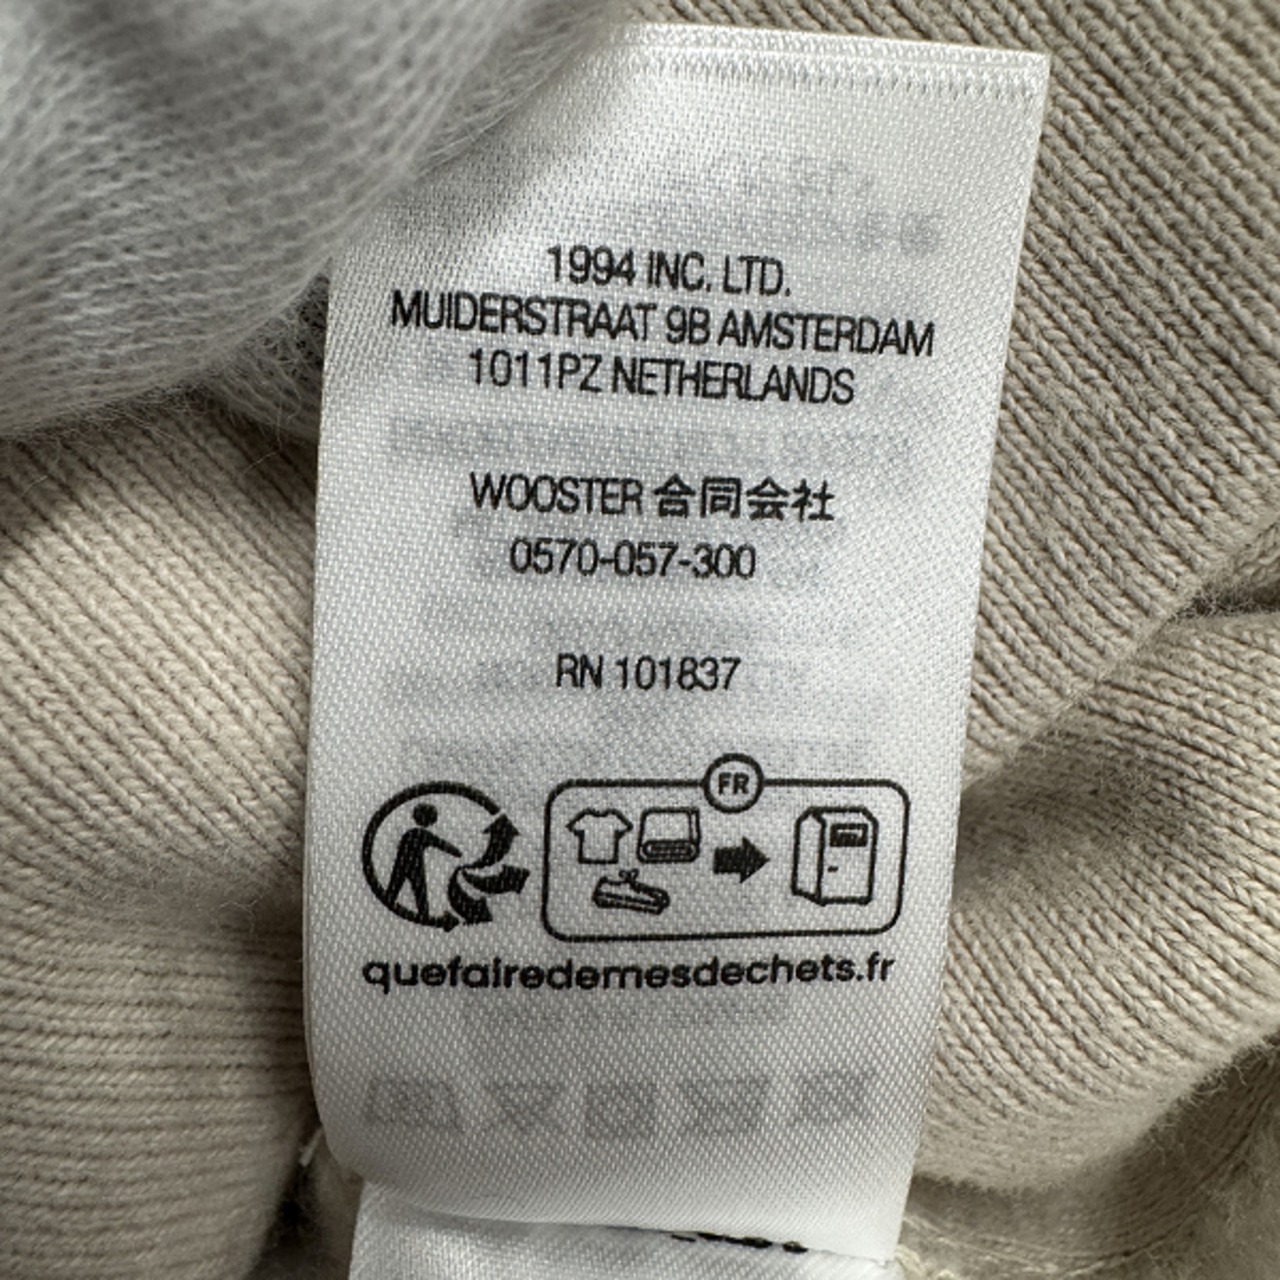 1994 INC. LTD.
MUIDERSTRAAT 9B AMSTERDAM
1011PZ NETHERLANDS
WOOSTER 合同会社
0570-057-300
RN 101837
FR
quefairedemesdechets.fr